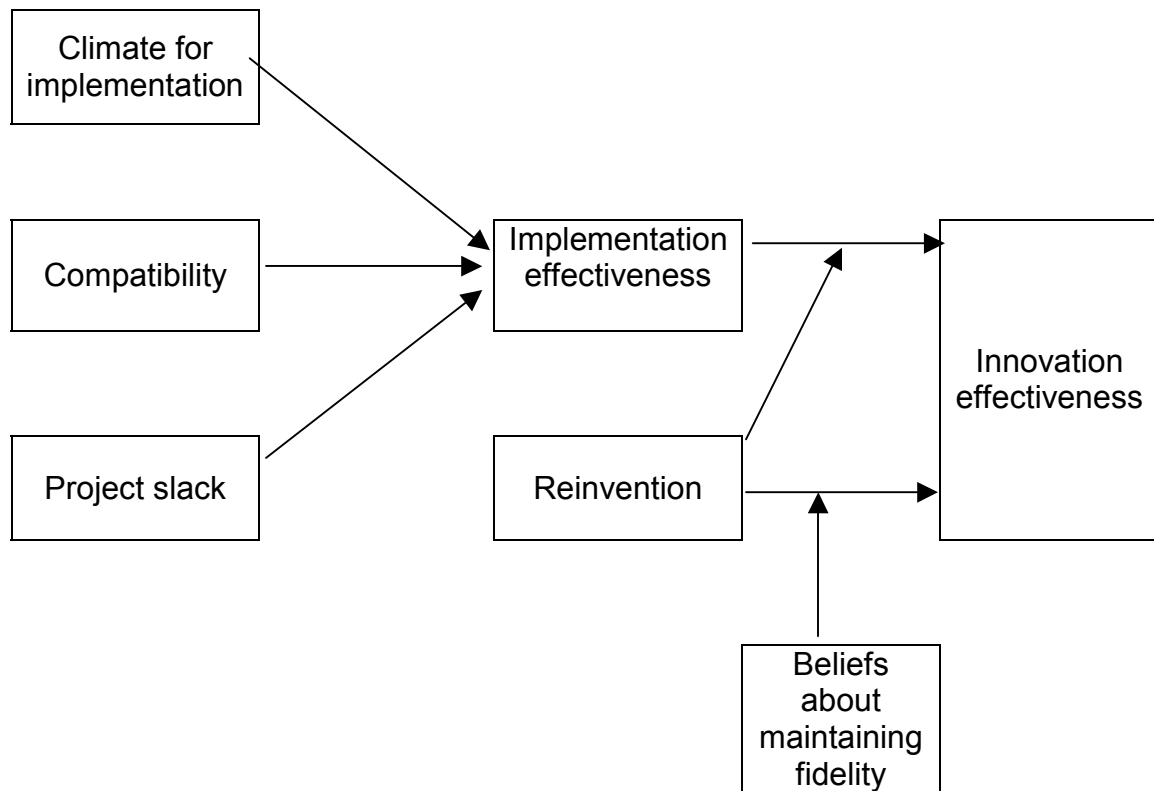 Climate for
implementation
Compatibility
Implementation
effectiveness
Innovation
effectiveness
Project slack
Reinvention
Beliefs
about
maintaining
fidelity